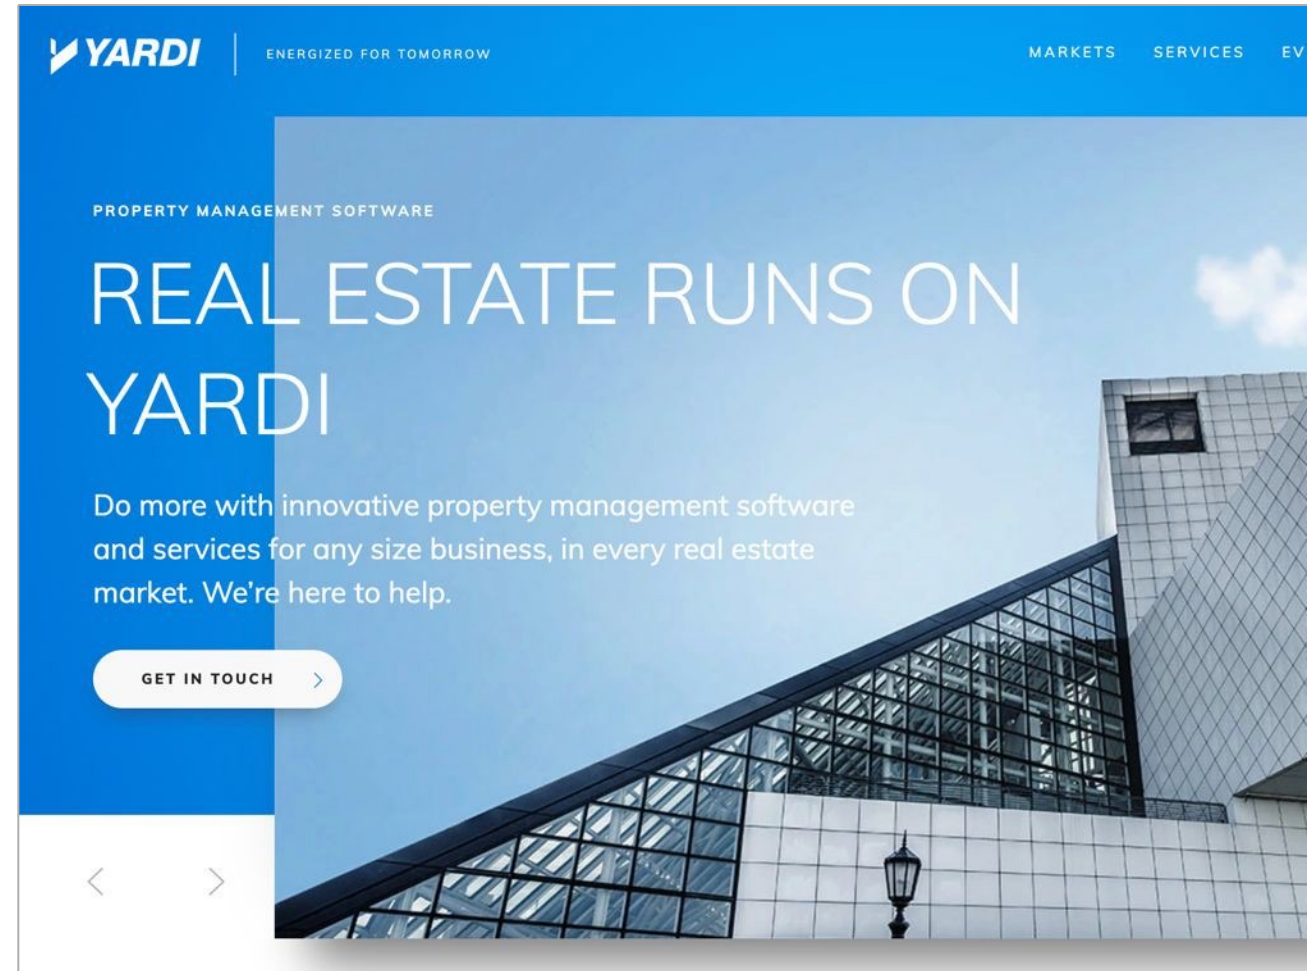 YARDI
ENERGIZED FOR TOMORROW
MARKETS
SERVICES
EV
PROPERTY MANAGEMENT SOFTWARE
REAL ESTATE RUNS ON
YARDI
Do more with innovative property management software
and services for any size business, in every real estate
market. We’re here to help.
GET IN TOUCH